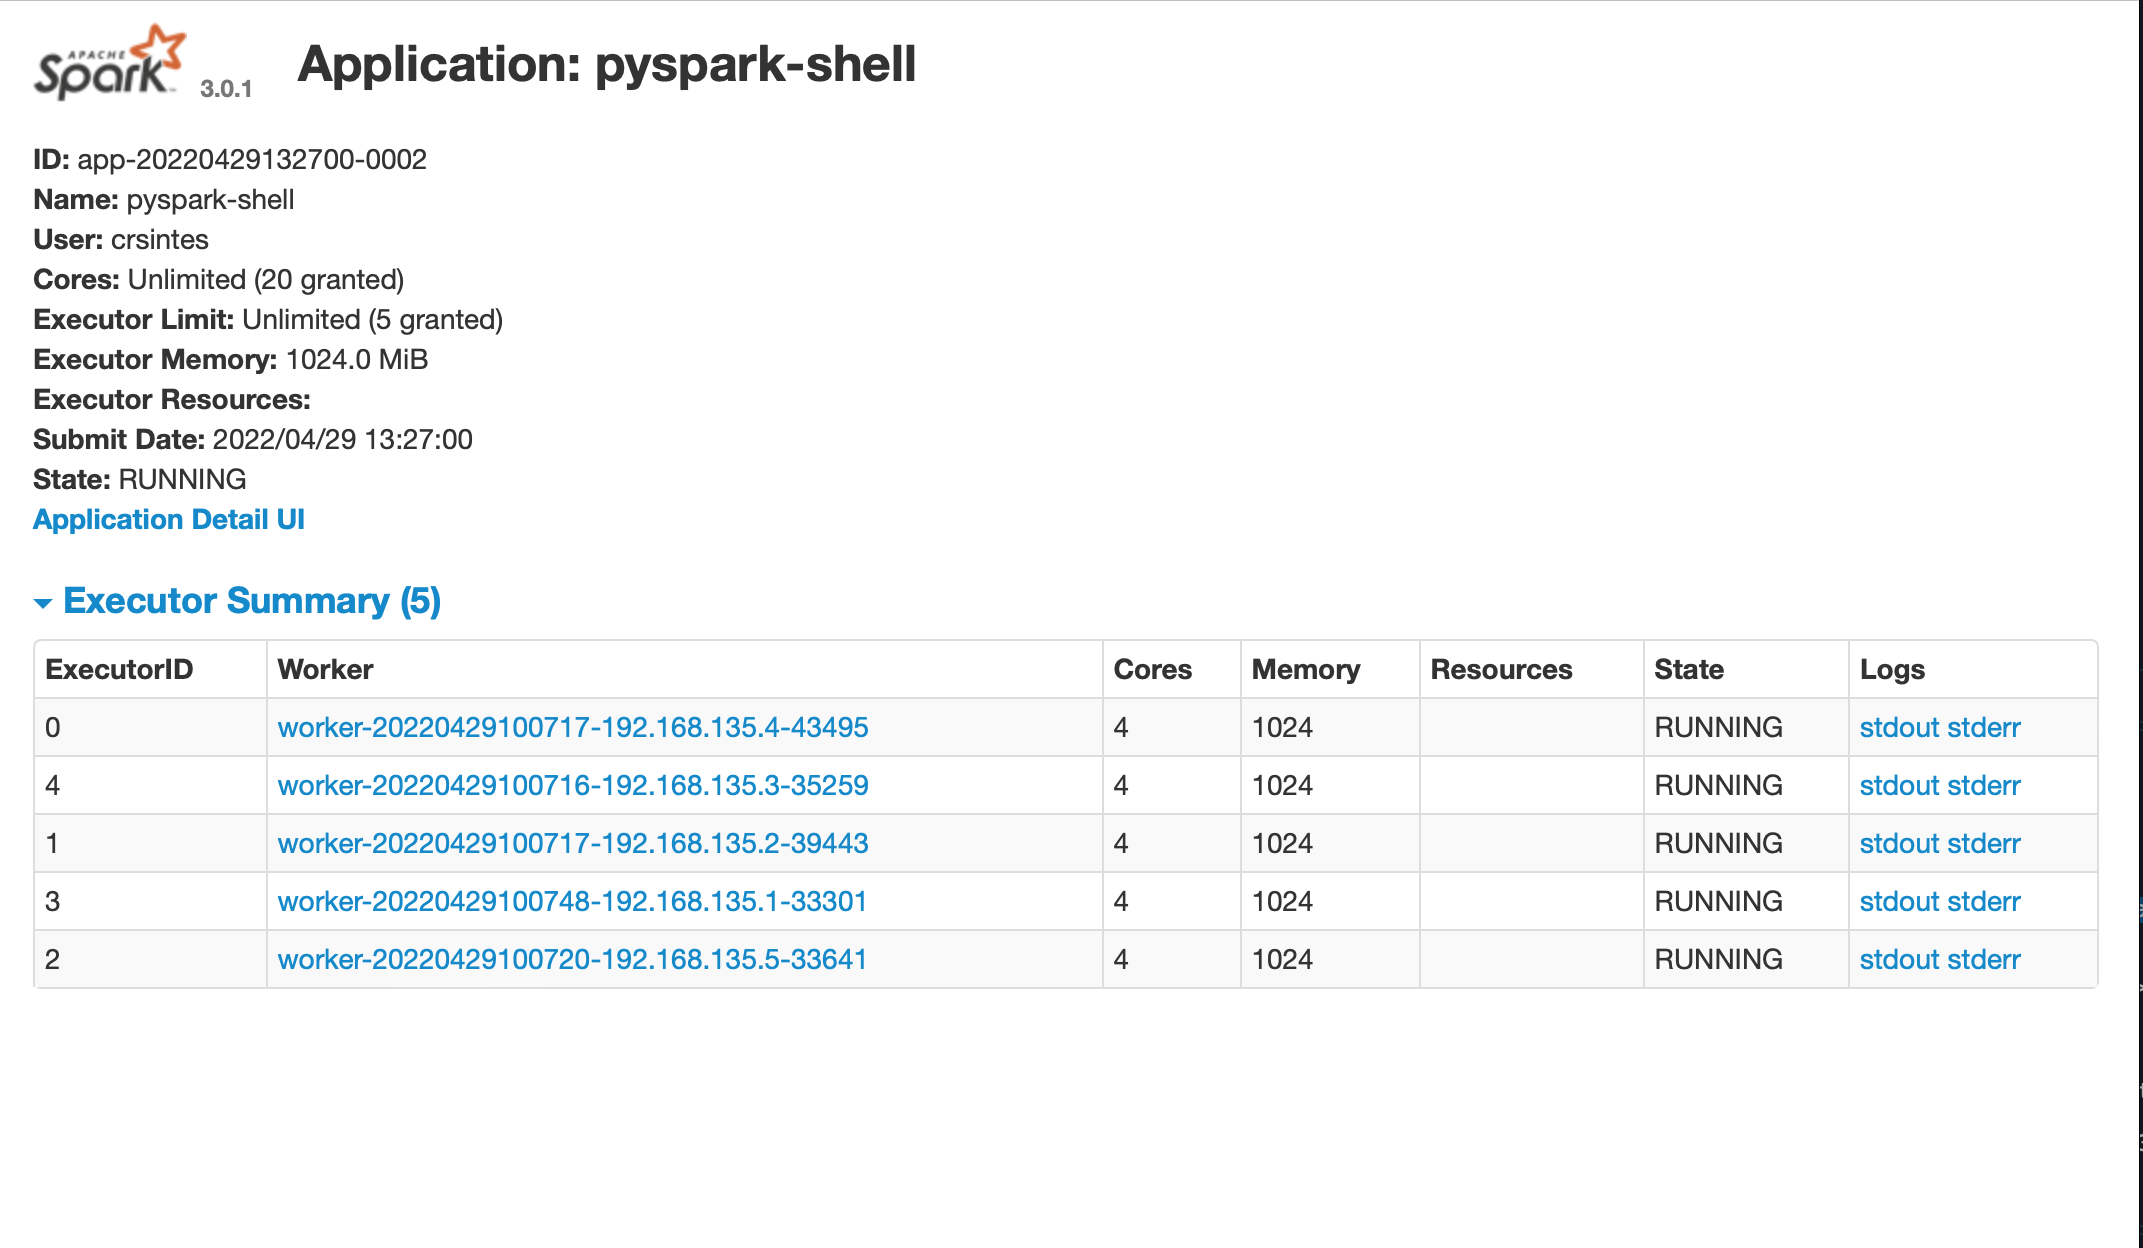 APACHE
Spark 3.0.1 Application: pyspark-shell
ID: app-20220429132700-0002
Name: pyspark-shell
User: crsintes
Cores: Unlimited (20 granted)
Executor Limit: Unlimited (5 granted)
Executor Memory: 1024.0 MiB
Executor Resources:
Submit Date: 2022/04/29 13:27:00
State: RUNNING
Application Detail UI
Executor Summary (5)
ExecutorID Worker Cores Memory Resources State Logs
0 worker-20220429100717-192.168.135.4-43495 4 1024 RUNNING stdout stderr
4 worker-20220429100716-192.168.135.3-35259 4 1024 RUNNING stdout stderr
1 worker-20220429100717-192.168.135.2-39443 4 1024 RUNNING stdout stderr
3 worker-20220429100748-192.168.135.1-33301 4 1024 RUNNING stdout stderr
2 worker-20220429100720-192.168.135.5-33641 4 1024 RUNNING stdout stderr